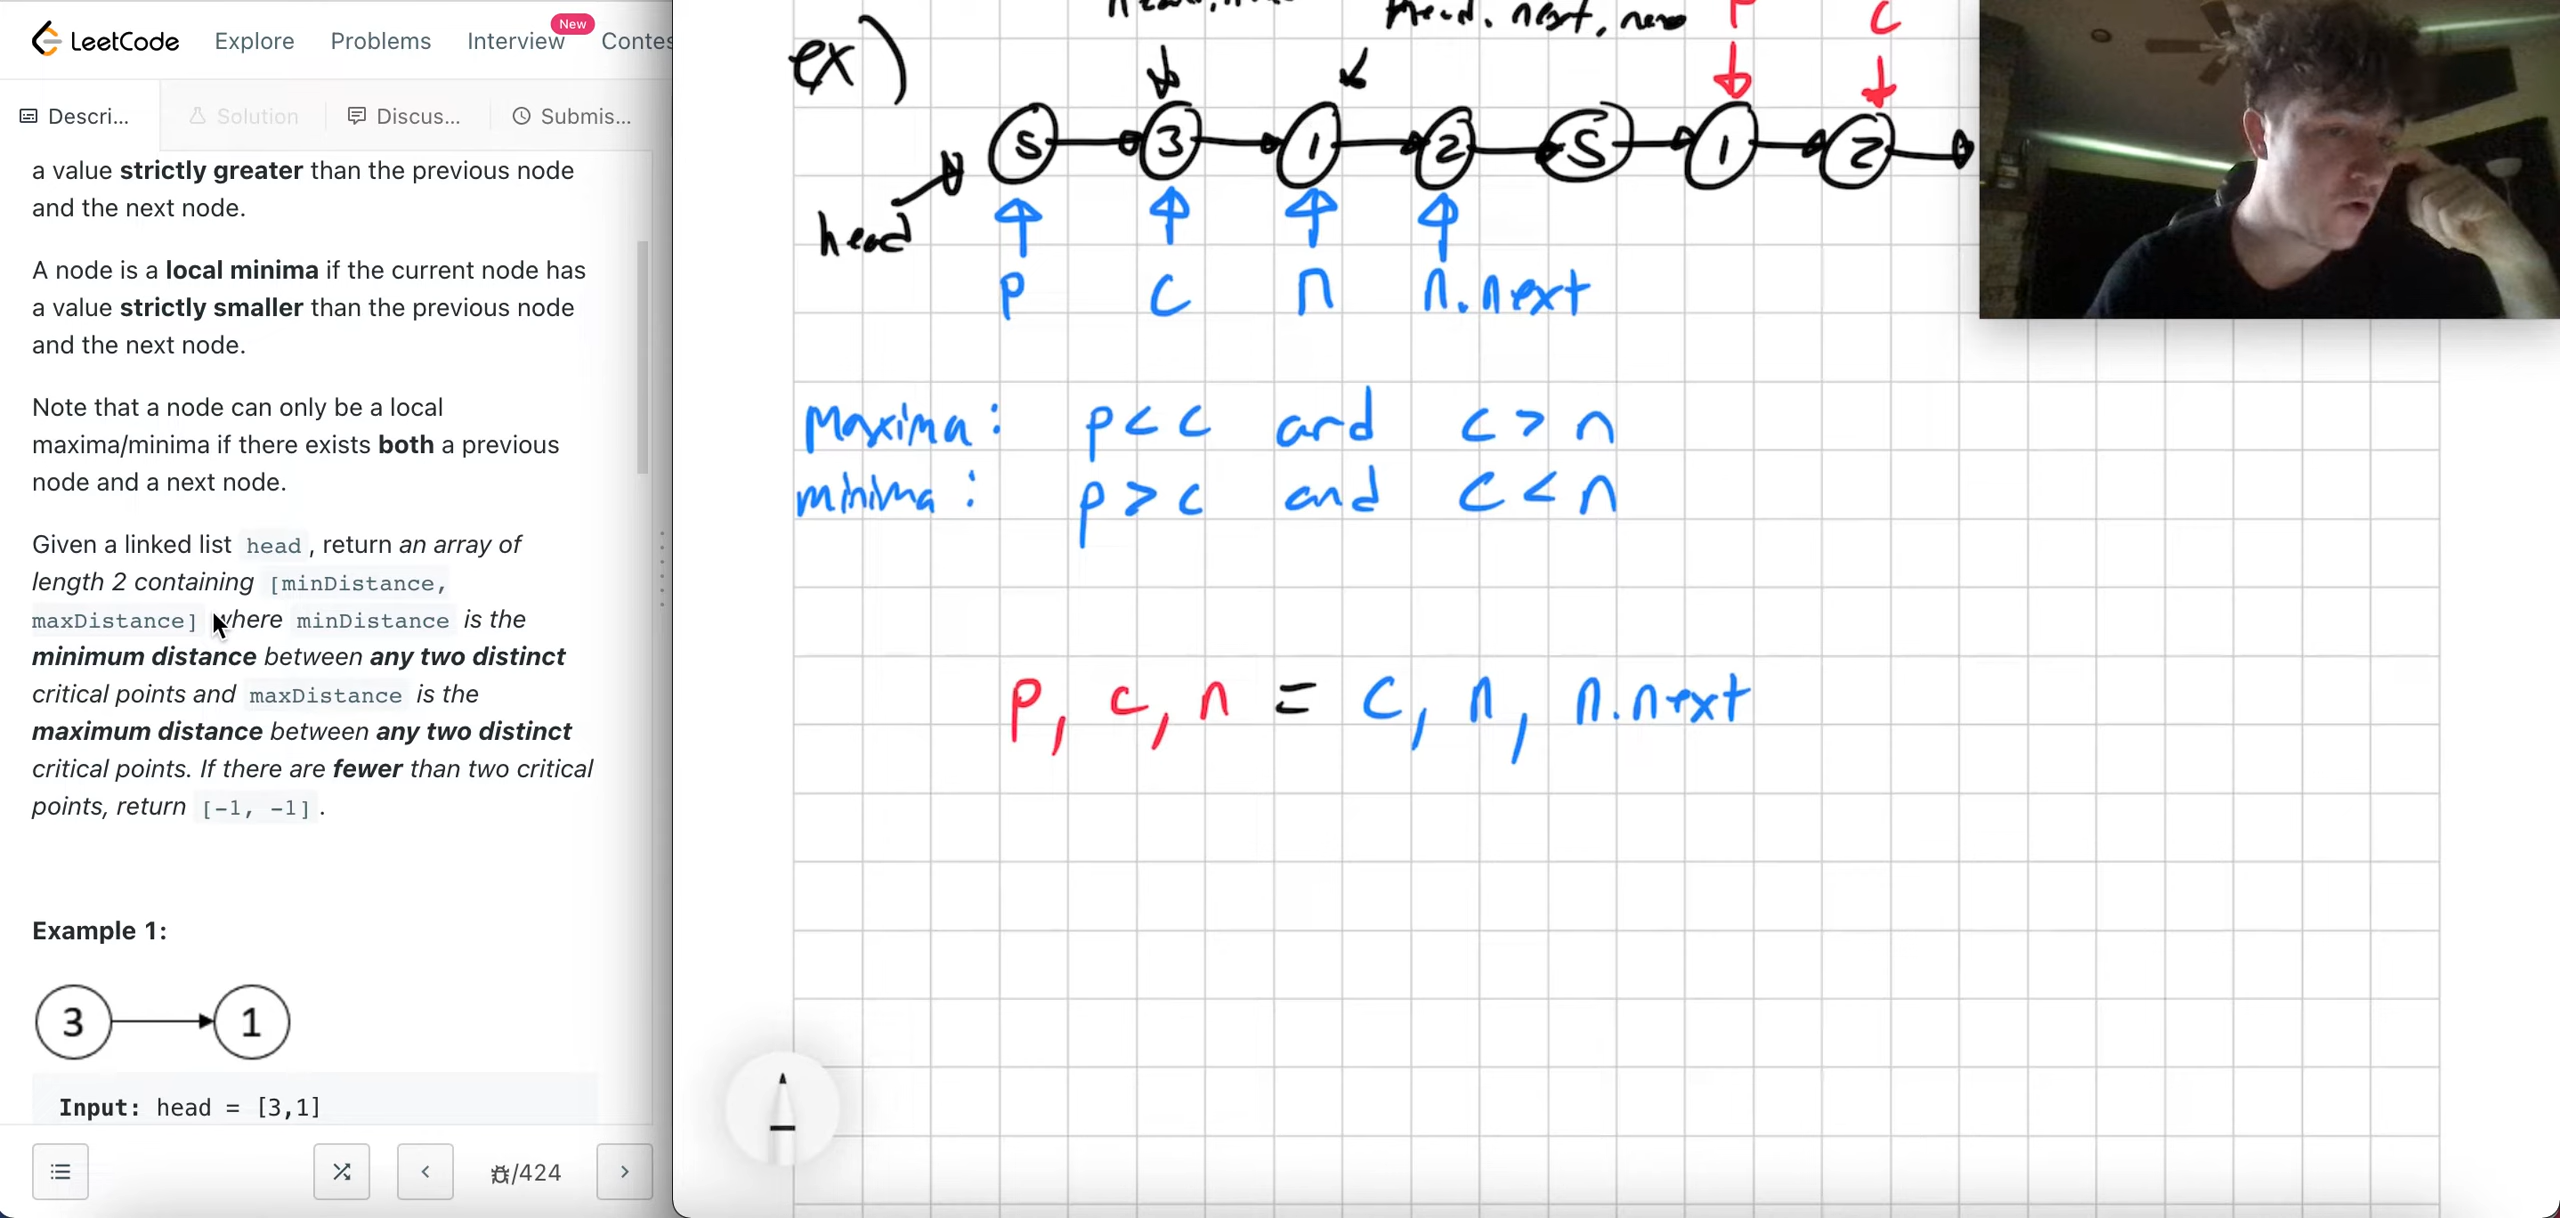 LeetCode Explore Problems Interview New Contes
Descri... Solution Discus... Submis...
a value strictly greater than the previous node
and the next node.
A node is a local minima if the current node has
a value strictly smaller than the previous node
and the next node.
Note that a node can only be a local
maxima/minima if there exists both a previous
node and a next node.
Given a linked list head , return an array of
length 2 containing [minDistance,
maxDistance] where minDistance is the
minimum distance between any two distinct
critical points and maxDistance is the
maximum distance between any two distinct
critical points. If there are fewer than two critical
points, return [-1, -1] .
Example 1:
3 1
Input: head = [3,1]
/424
ex)
C
5 3 1 2 5 1 2
head
p c n n.next
Maxima: p < c and c > n
minima: p > c and c < n
p, c, n = c, n, n.next